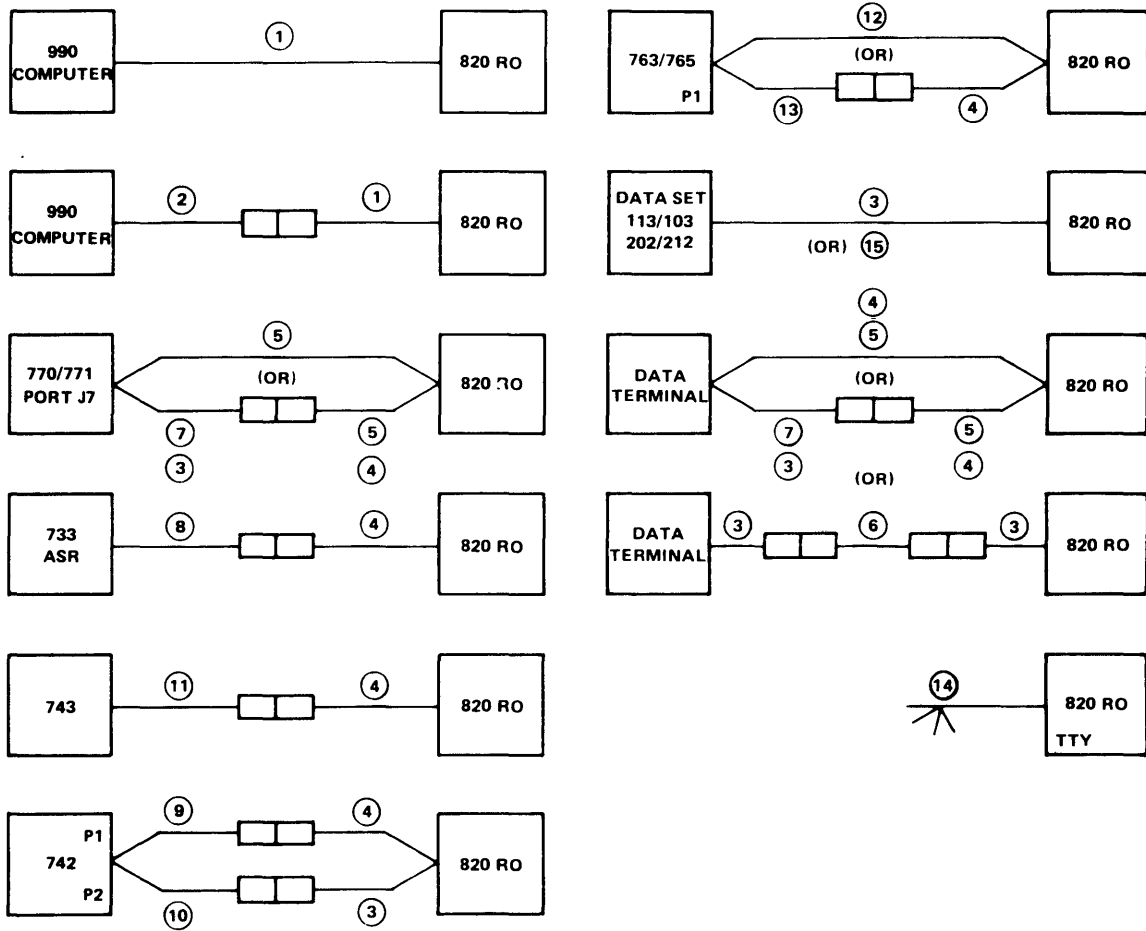 990
COMPUTER
1
820 RO
990
COMPUTER
2
1
820 RO
770/771
PORT J7
5
(OR)
7
3
5
4
820 RO
733
ASR
8
4
820 RO
743
11
4
820 RO
742
P1
P2
9
4
10
3
820 RO
763/765
P1
12
(OR)
13
4
820 RO
DATA SET
113/103
202/212
3
(OR) 15
820 RO
DATA
TERMINAL
4
5
(OR)
7
3
5
4
820 RO
(OR)
DATA
TERMINAL
3
6
3
820 RO
14
820 RO
TTY